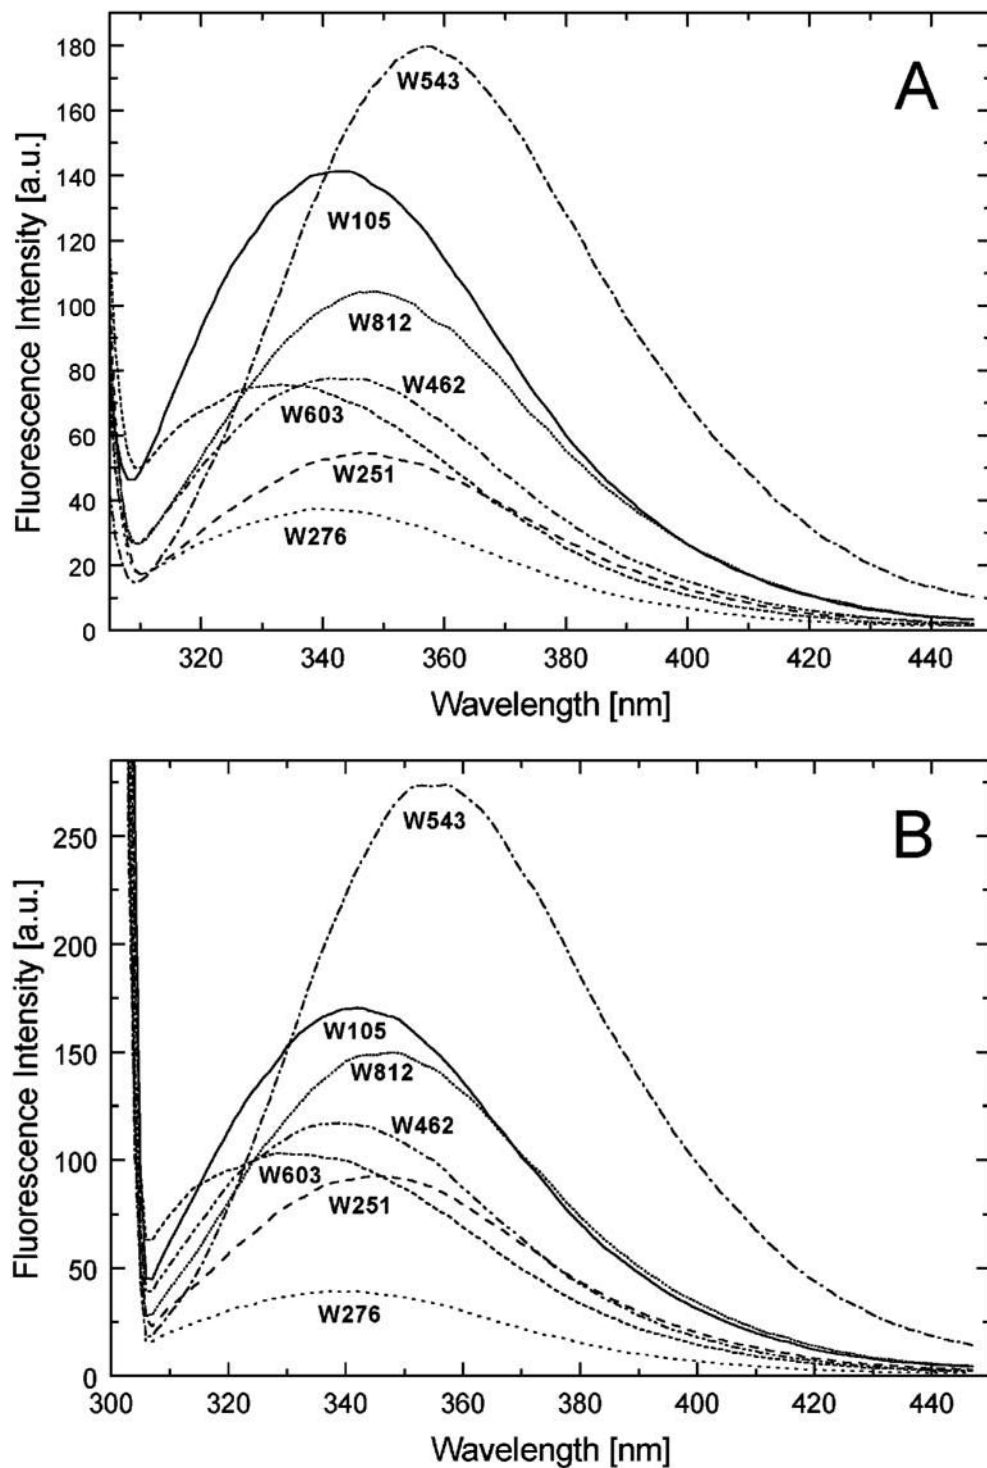 A
Fluorescence Intensity [a.u.]
180
160
140
120
100
80
60
40
20
0
W543
W105
W812
W462
W603
W251
W276
320 340 360 380 400 420 440
Wavelength [nm]
B
Fluorescence Intensity [a.u.]
250
200
150
100
50
0
W543
W105
W812
W462
W603
W251
W276
300 320 340 360 380 400 420 440
Wavelength [nm]